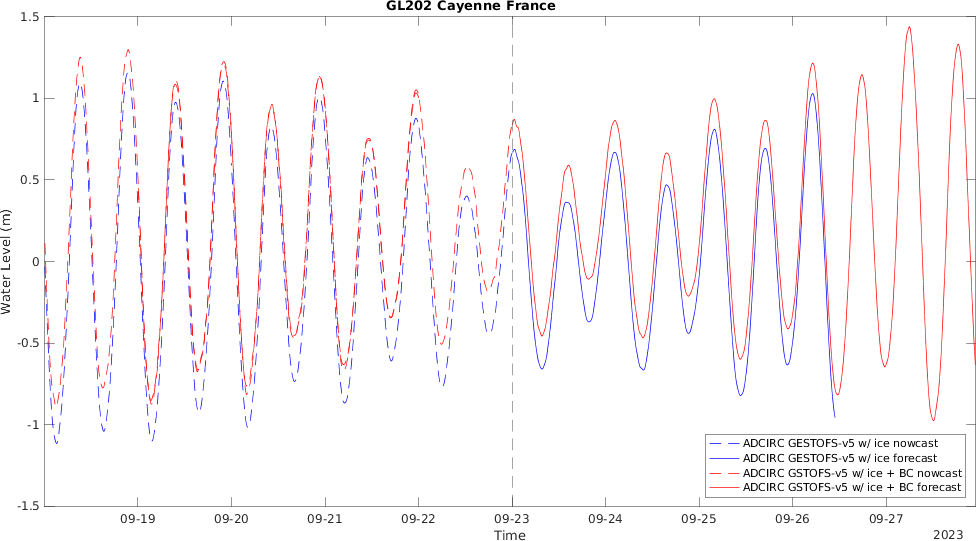 GL202 Cayenne France
1.5
1
0.5
0
-0.5
-1
-1.5
Water Level (m)
09-19
09-20
09-21
09-22
09-23
09-24
09-25
09-26
09-27
Time
2023
ADCIRC GESTOFS-v5 w/ ice nowcast
ADCIRC GESTOFS-v5 w/ ice forecast
ADCIRC GSTOFS-v5 w/ ice + BC nowcast
ADCIRC GSTOFS-v5 w/ ice + BC forecast